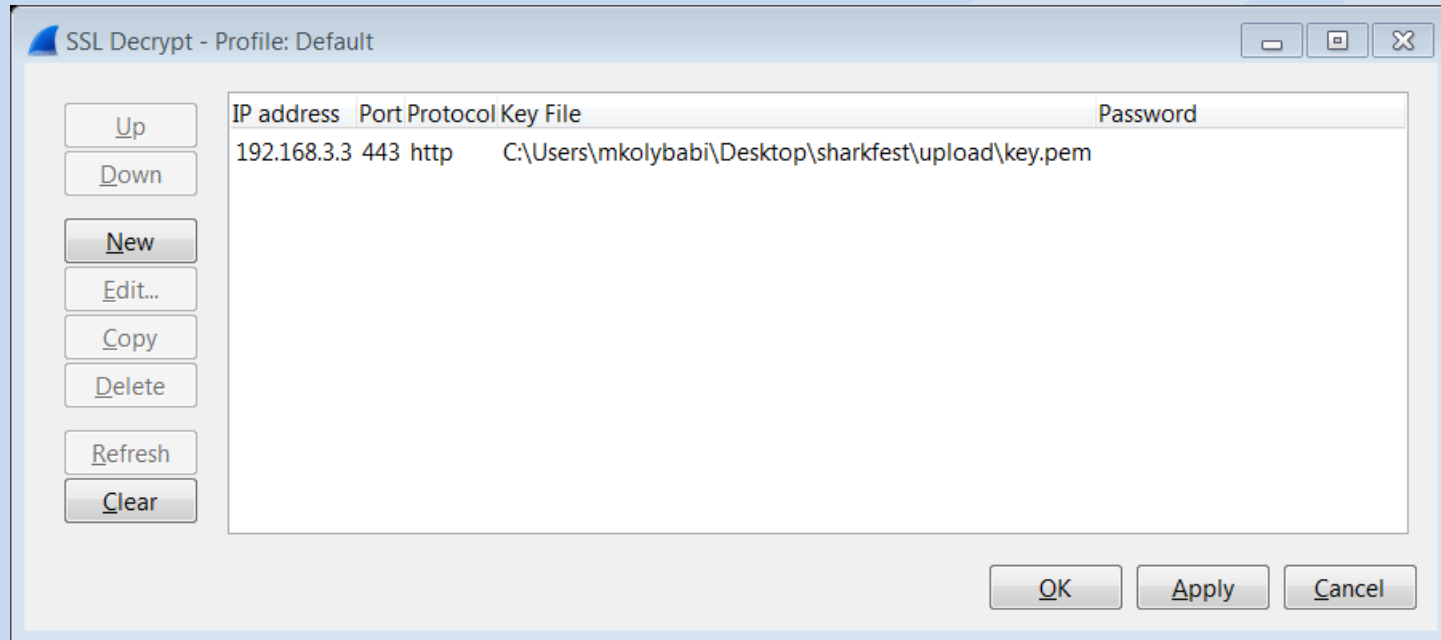 SSL Decrypt - Profile: Default
Up
Down
New
Edit...
Copy
Delete
Refresh
Clear
IP address Port Protocol Key File Password
192.168.3.3 443 http C:\Users\mkolybabi\Desktop\sharkfest\upload\key.pem
OK Apply Cancel